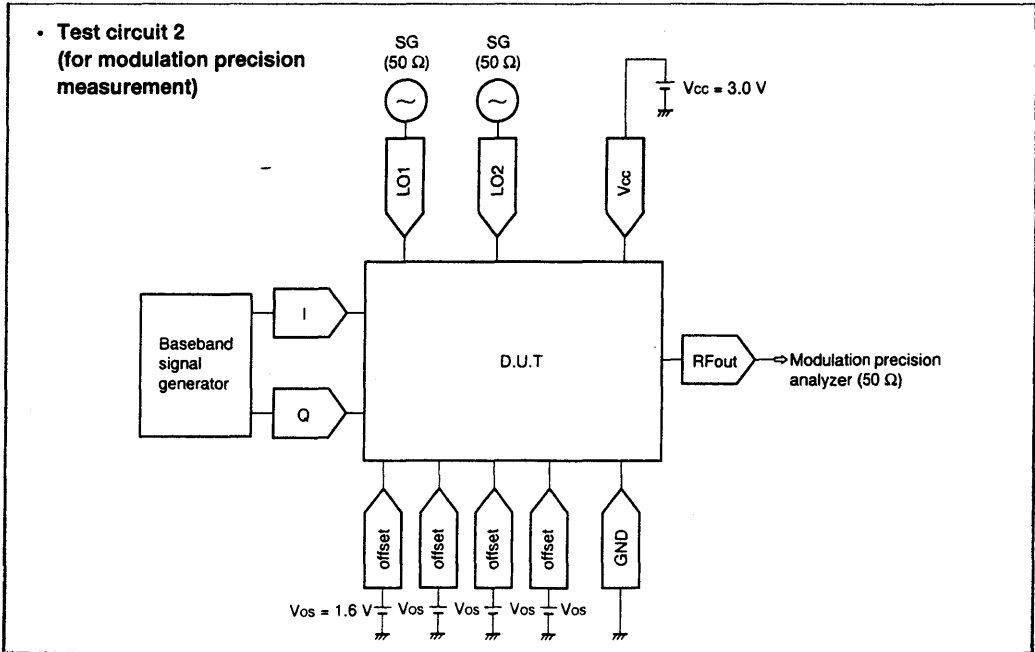 • Test circuit 2
(for modulation precision
measurement)
SG
(50 Ω)
SG
(50 Ω)
~
~
Vcc = 3.0 V
LO1
LO2
Vcc
Baseband
signal
generator
I
Q
D.U.T
RFout
⇨Modulation precision
analyzer (50 Ω)
offset
offset
offset
offset
GND
Vos = 1.6 V
Vos
Vos
Vos